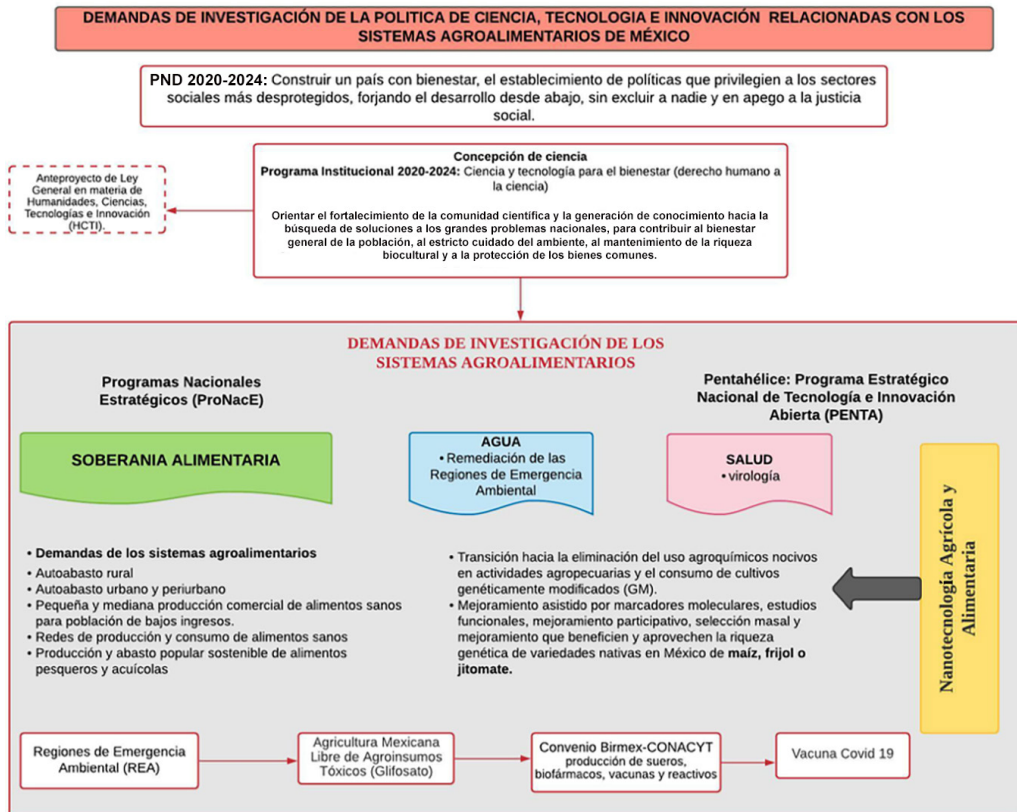 DEMANDAS DE INVESTIGACIÓN DE LA POLITICA DE CIENCIA, TECNOLOGIA E INNOVACIÓN RELACIONADAS CON LOS
SISTEMAS AGROALIMENTARIOS DE MÉXICO
PND 2020-2024: Construir un país con bienestar, el establecimiento de políticas que privilegien a los sectores
sociales más desprotegidos, forjando el desarrollo desde abajo, sin excluir a nadie y en apego a la justicia
social.
Concepción de ciencia
Programa Institucional 2020-2024: Ciencia y tecnología para el bienestar (derecho humano a
la ciencia)
Orientar el fortalecimiento de la comunidad científica y la generación de conocimiento hacia la
búsqueda de soluciones a los grandes problemas nacionales, para contribuir al bienestar
general de la población, al estricto cuidado del ambiente, al mantenimiento de la riqueza
biocultural y a la protección de los bienes comunes.
Anteproyecto de Ley
General en materia de
Humanidades, Ciencias,
Tecnologías e Innovación
(HCTI).
DEMANDAS DE INVESTIGACIÓN DE LOS
SISTEMAS AGROALIMENTARIOS
Programas Nacionales
Estratégicos (ProNacE)
Pentahélice: Programa Estratégico
Nacional de Tecnología e Innovación
Abierta (PENTA)
SOBERANIA ALIMENTARIA
AGUA
• Remediación de las
Regiones de Emergencia
Ambiental
SALUD
• virología
Nanotecnología Agrícola y
Alimentaria
• Demandas de los sistemas agroalimentarios
• Autoabasto rural
• Autoabasto urbano y periurbano
• Pequeña y mediana producción comercial de alimentos sanos
para población de bajos ingresos.
• Redes de producción y consumo de alimentos sanos
• Producción y abasto popular sostenible de alimentos
pesqueros y acuícolas
• Transición hacia la eliminación del uso agroquímicos nocivos
en actividades agropecuarias y el consumo de cultivos
genéticamente modificados (GM).
• Mejoramiento asistido por marcadores moleculares, estudios
funcionales, mejoramiento participativo, selección masal y
mejoramiento que beneficien y aprovechen la riqueza
genética de variedades nativas en México de maíz, frijol o
jitomate.
Regiones de Emergencia
Ambiental (REA)
Agricultura Mexicana
Libre de Agroinsumos
Tóxicos (Glifosato)
Convenio Birmex-CONACYT
producción de sueros,
biofármacos, vacunas y reactivos
Vacuna Covid 19